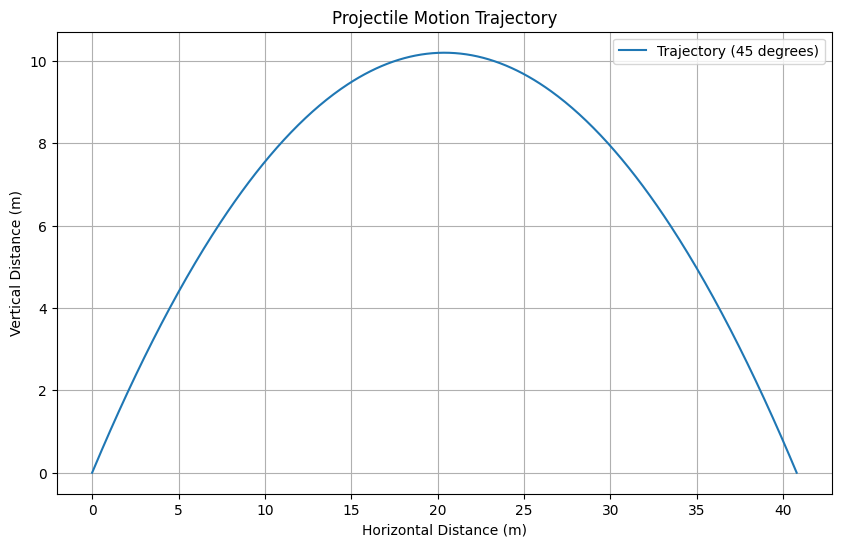 Projectile Motion Trajectory
Trajectory (45 degrees)
Vertical Distance (m)
10
8
6
4
2
0
0 5 10 15 20 25 30 35 40
Horizontal Distance (m)